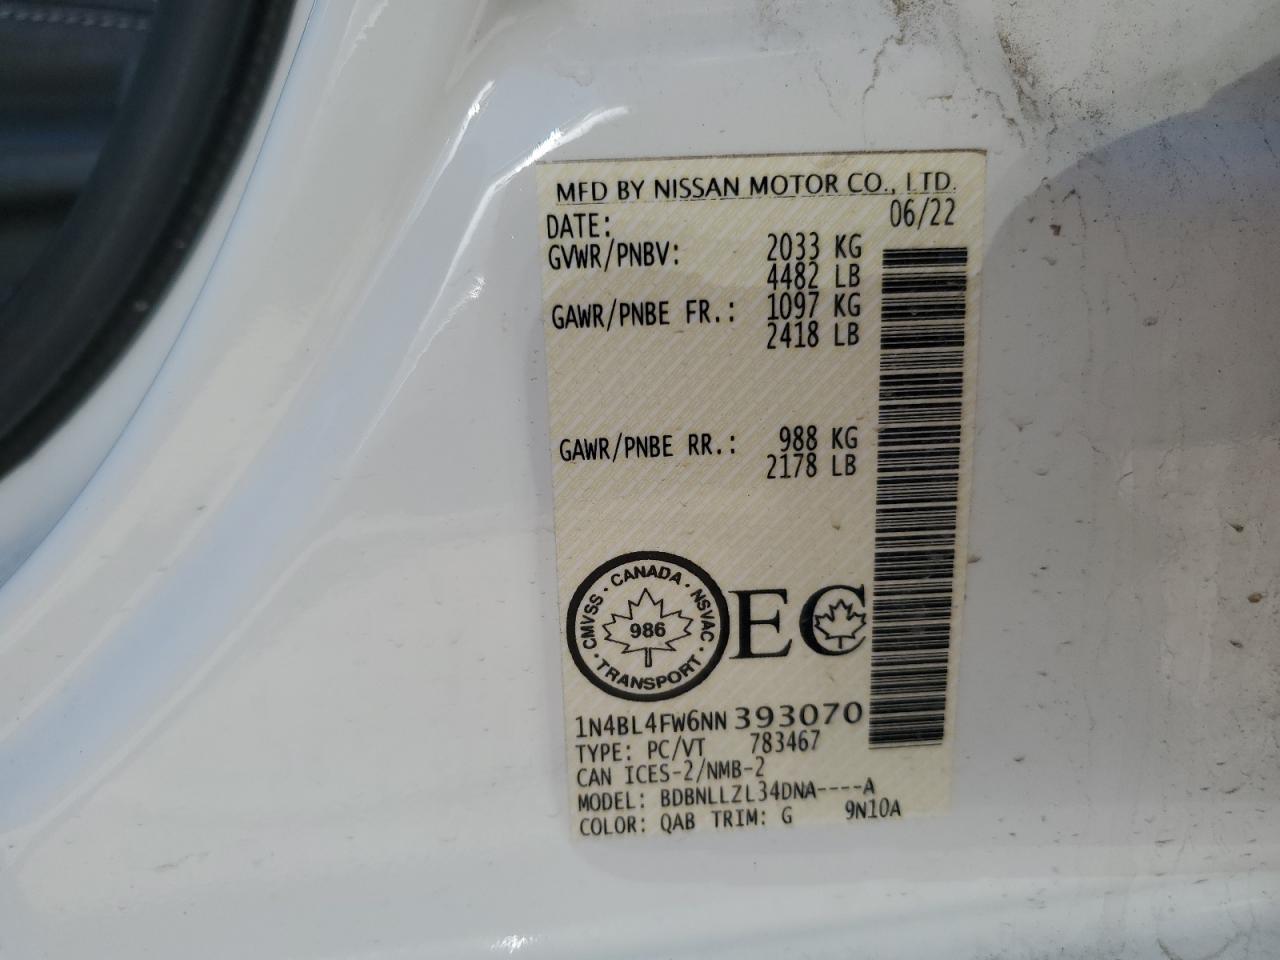 MFD BY NISSAN MOTOR CO., LTD.
DATE: 06/22
GVWR/PNBV: 2033 KG
4482 LB
GAWR/PNBE FR.: 1097 KG
2418 LB
GAWR/PNBE RR.: 988 KG
2178 LB
CMVSS · CANADA · NSVAC · TRANSPORT ·
986
EC
1N4BL4FW6NN393070
TYPE: PC/VT 783467
CAN ICES-2/NMB-2
MODEL: BDBNLLZL34DNA----A
COLOR: QAB TRIM: G 9N10A